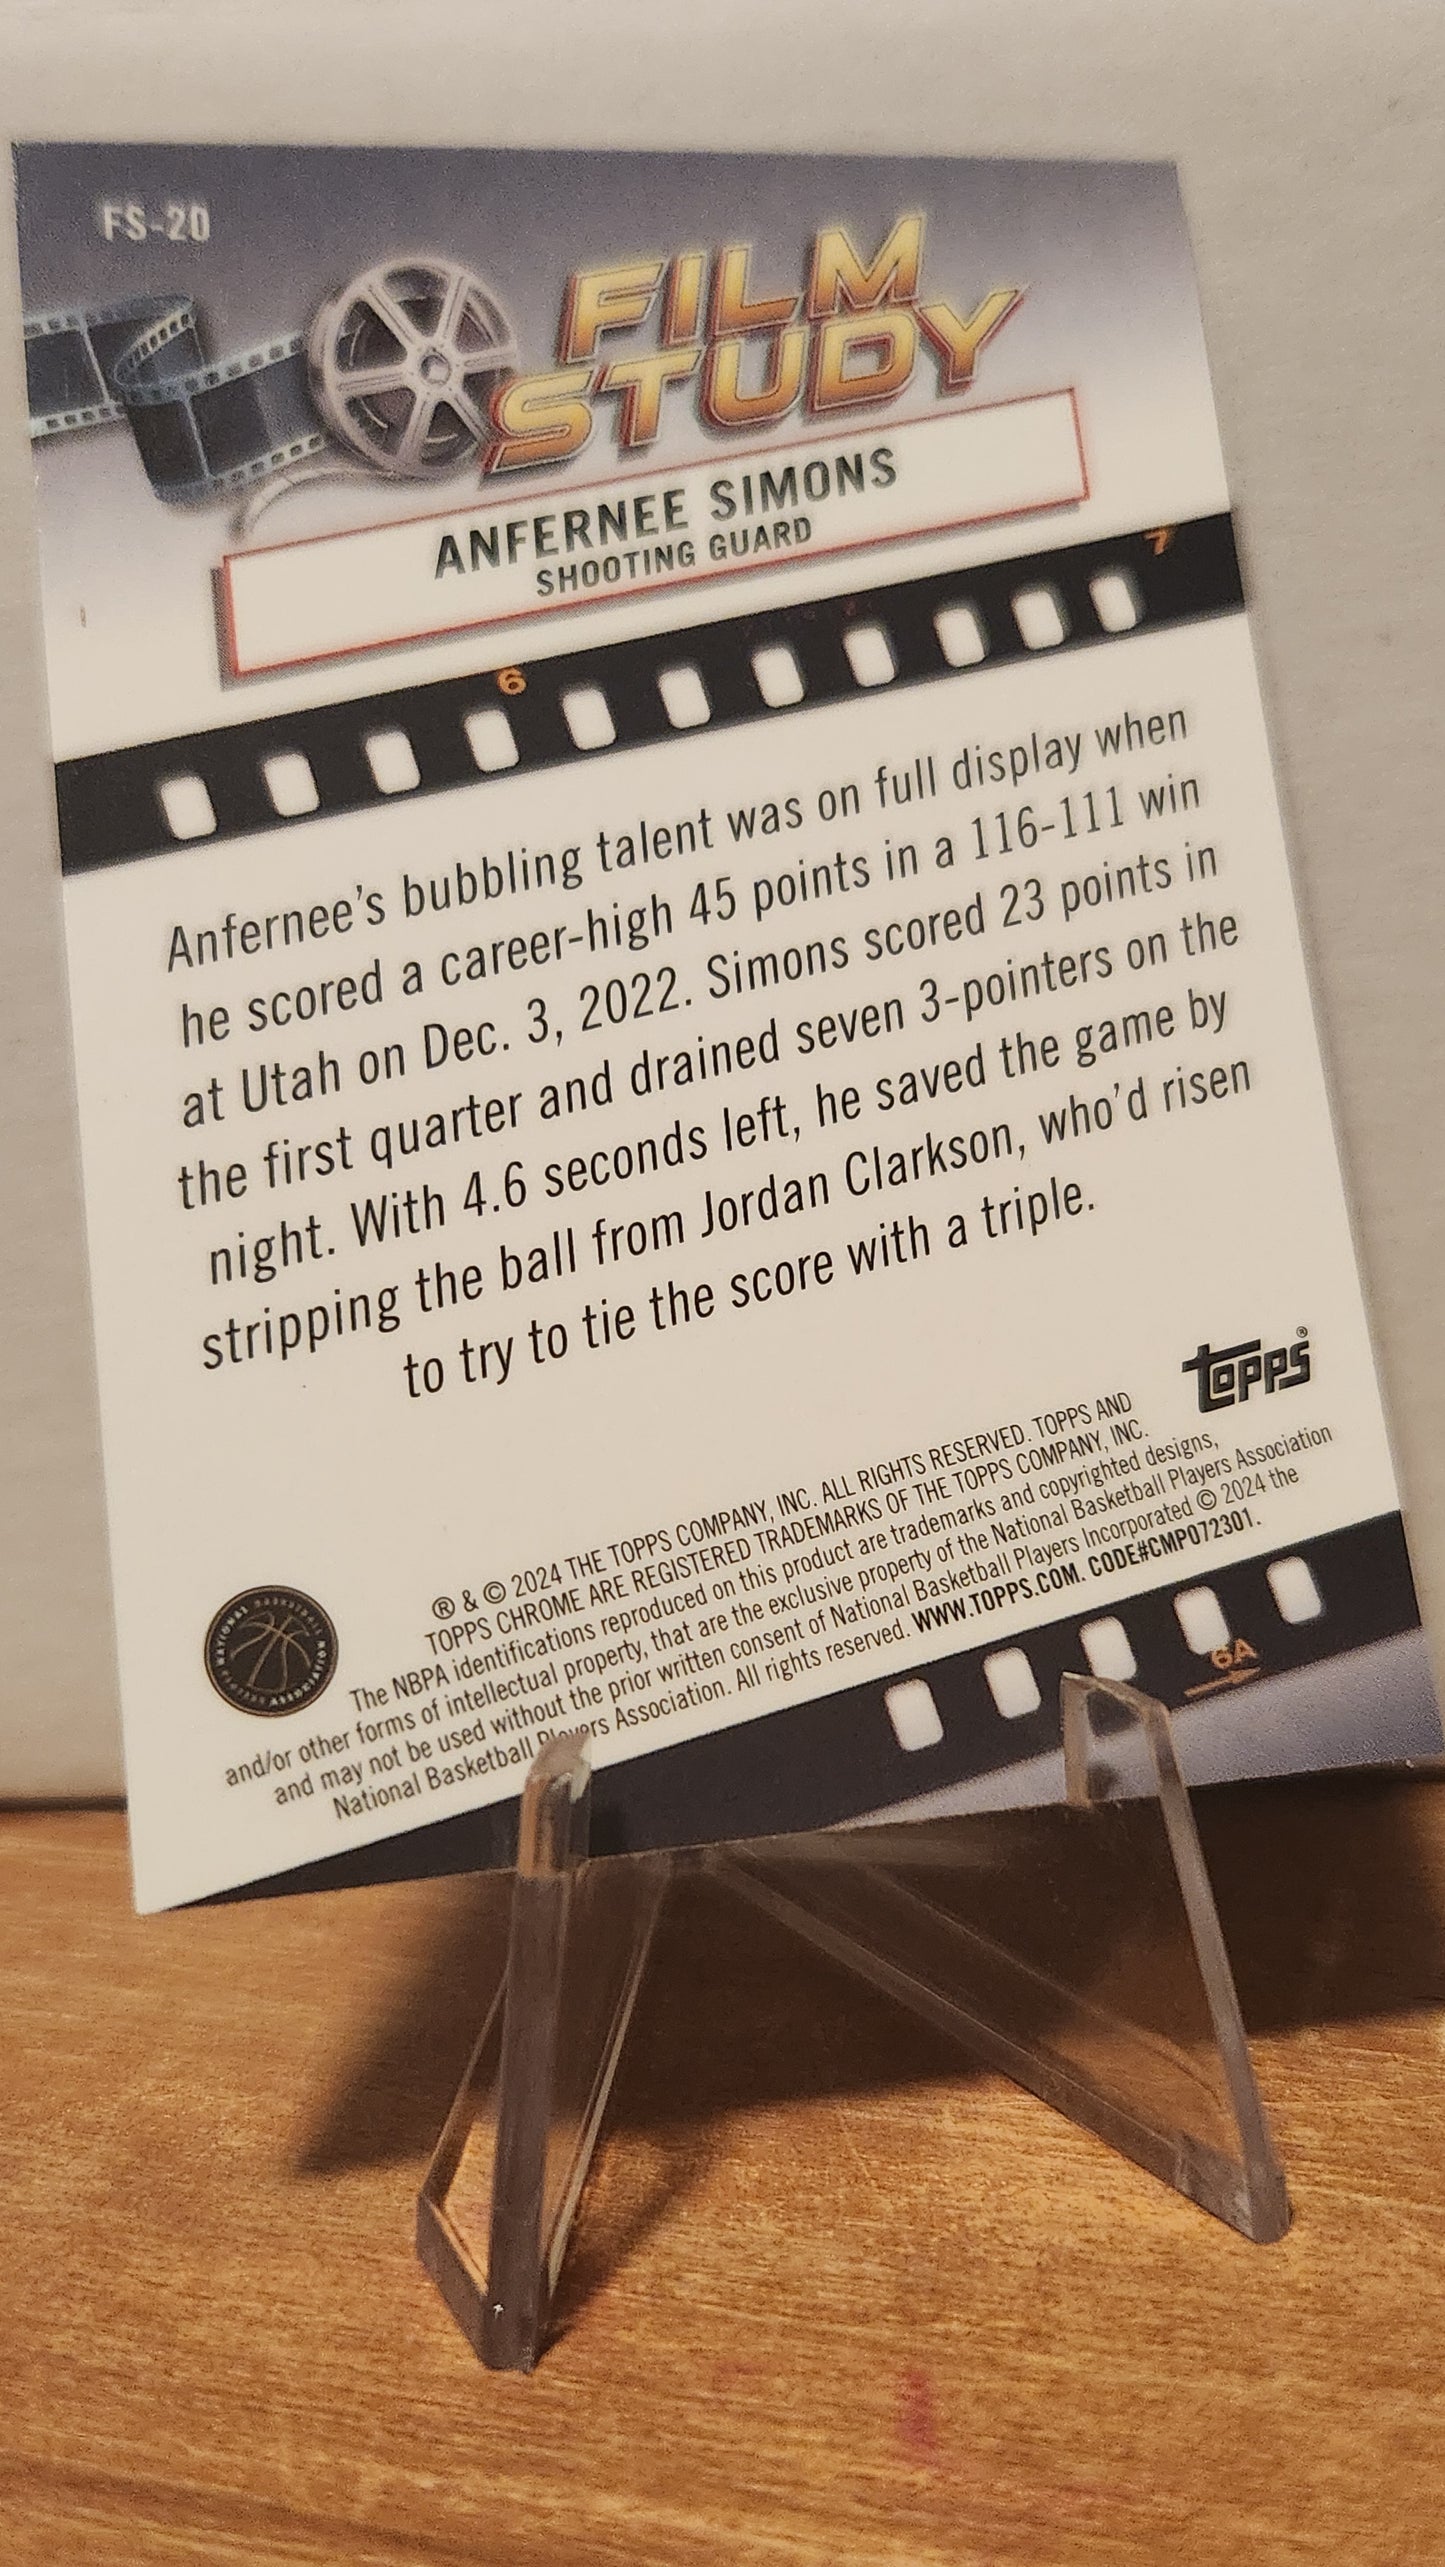 FS-20
FILM
STUDY
ANFERNEE SIMONS
SHOOTING GUARD
7
6
Anfernee's bubbling talent was on full display when
he scored a career-high 45 points in a 116-111 win
at Utah on Dec. 3, 2022. Simons scored 23 points in
the first quarter and drained seven 3-pointers on the
night. With 4.6 seconds left, he saved the game by
stripping the ball from Jordan Clarkson, who'd risen
to try to tie the score with a triple.
topps®
® & © 2024 THE TOPPS COMPANY, INC. ALL RIGHTS RESERVED. TOPPS AND
TOPPS CHROME ARE REGISTERED TRADEMARKS OF THE TOPPS COMPANY, INC.
The NBPA identifications reproduced on this product are trademarks and copyrighted designs,
and/or other forms of intellectual property, that are the exclusive property of the National Basketball Players Association
and may not be used without the prior written consent of National Basketball Players Incorporated © 2024 the
National Basketball Players Association. All rights reserved. WWW.TOPPS.COM. CODE#CMP072301.
6A